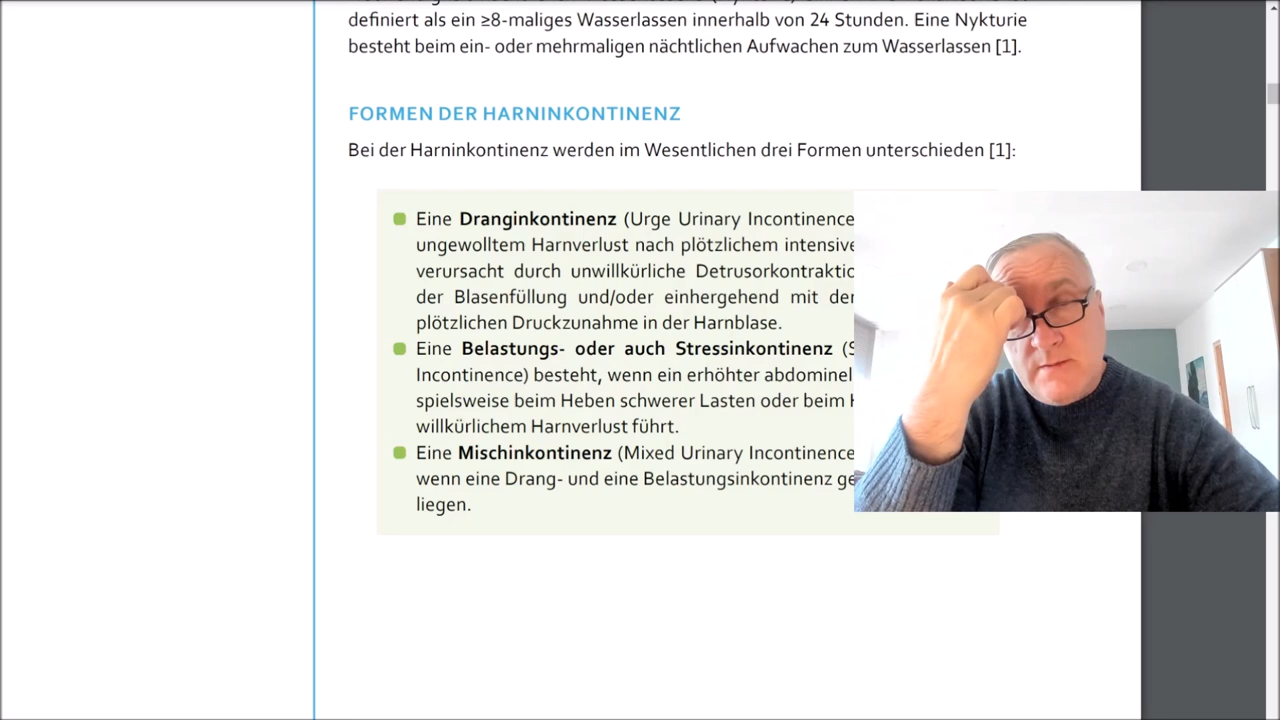 definiert als ein ≥8-maliges Wasserlassen innerhalb von 24 Stunden. Eine Nykturie
besteht beim ein- oder mehrmaligen nächtlichen Aufwachen zum Wasserlassen [1].
FORMEN DER HARNINKONTINENZ
Bei der Harninkontinenz werden im Wesentlichen drei Formen unterschieden [1]:
Eine Dranginkontinenz (Urge Urinary Incontinence
ungewolltem Harnverlust nach plötzlichem
verursacht durch unwillkürliche
der Blasenfüllung und/oder einhergehend mit
plötzlichen Druckzunahme in der Harnblase.
Eine Belastungs- oder auch Stressinkontinenz
Incontinence) besteht, wenn ein erhöhter
spielsweise beim Heben schwerer Lasten oder beim
willkürlichem Harnverlust führt.
Eine Mischinkontinenz (Mixed Urinary Incontinence
wenn eine Drang- und eine Belastungsinkontinenz
liegen.